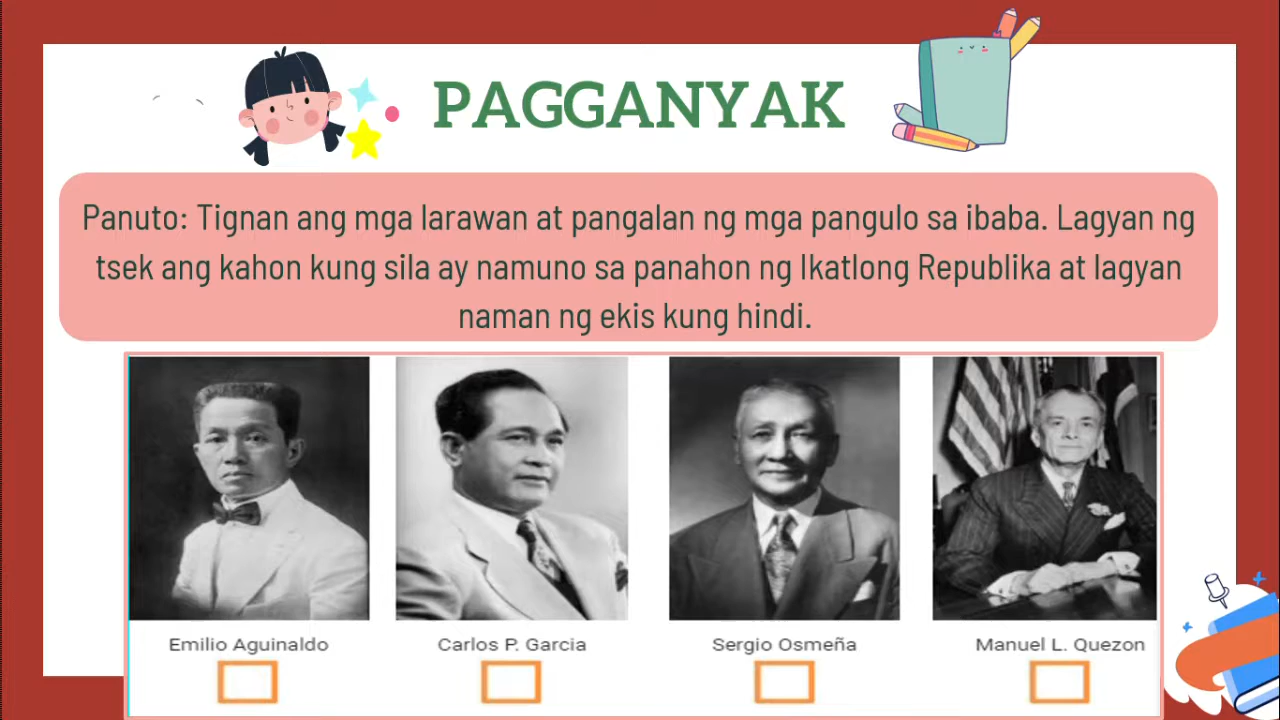 PAGGANYAK
Panuto: Tignan ang mga larawan at pangalan ng mga pangulo sa ibaba. Lagyan ng
tsek ang kahon kung sila ay namuno sa panahon ng Ikatlong Republika at lagyan
naman ng ekis kung hindi.
Emilio Aguinaldo
Carlos P. Garcia
Sergio Osmeña
Manuel L. Quezon